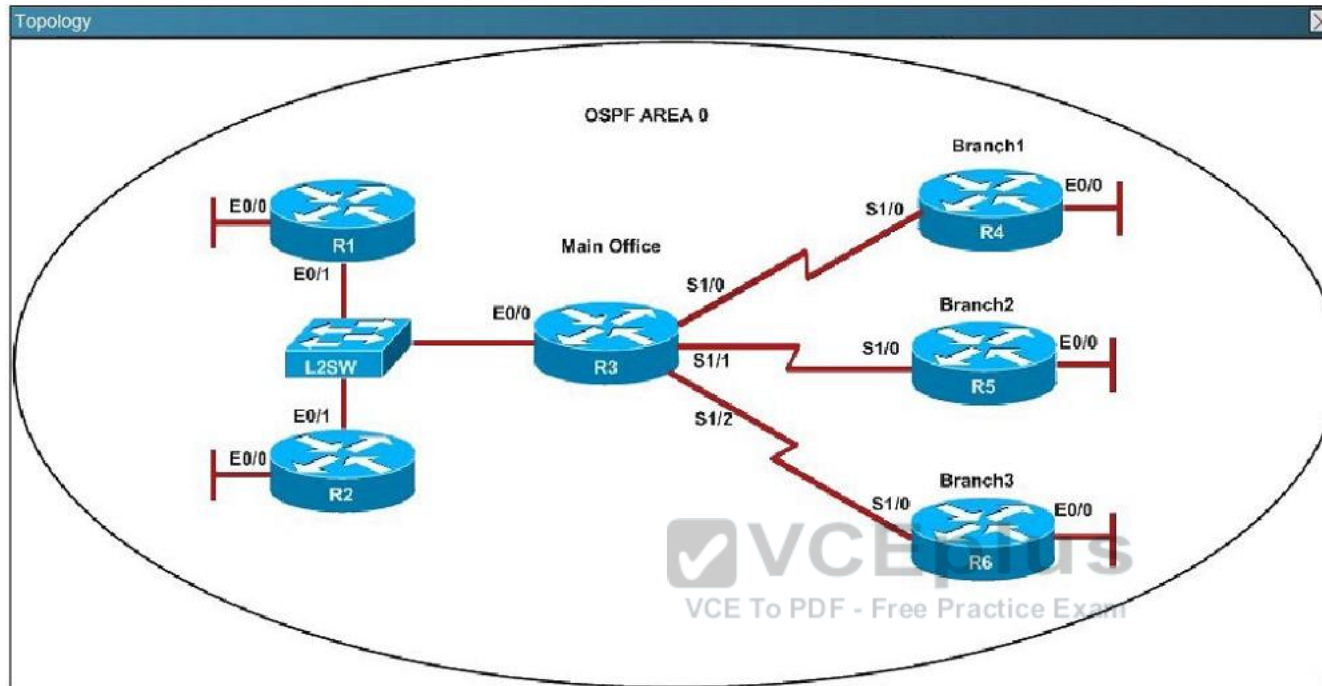 Topology
OSPF AREA 0
Branch1
E0/0
E0/0
S1/0
R1
R4
Main Office
E0/1
S1/0
Branch2
E0/0
S1/0
E0/0
L2SW
R3
S1/1
R5
E0/1
S1/2
E0/0
Branch3
R2
S1/0
E0/0
VCEplus
R6
VCE To PDF - Free Practice Exam